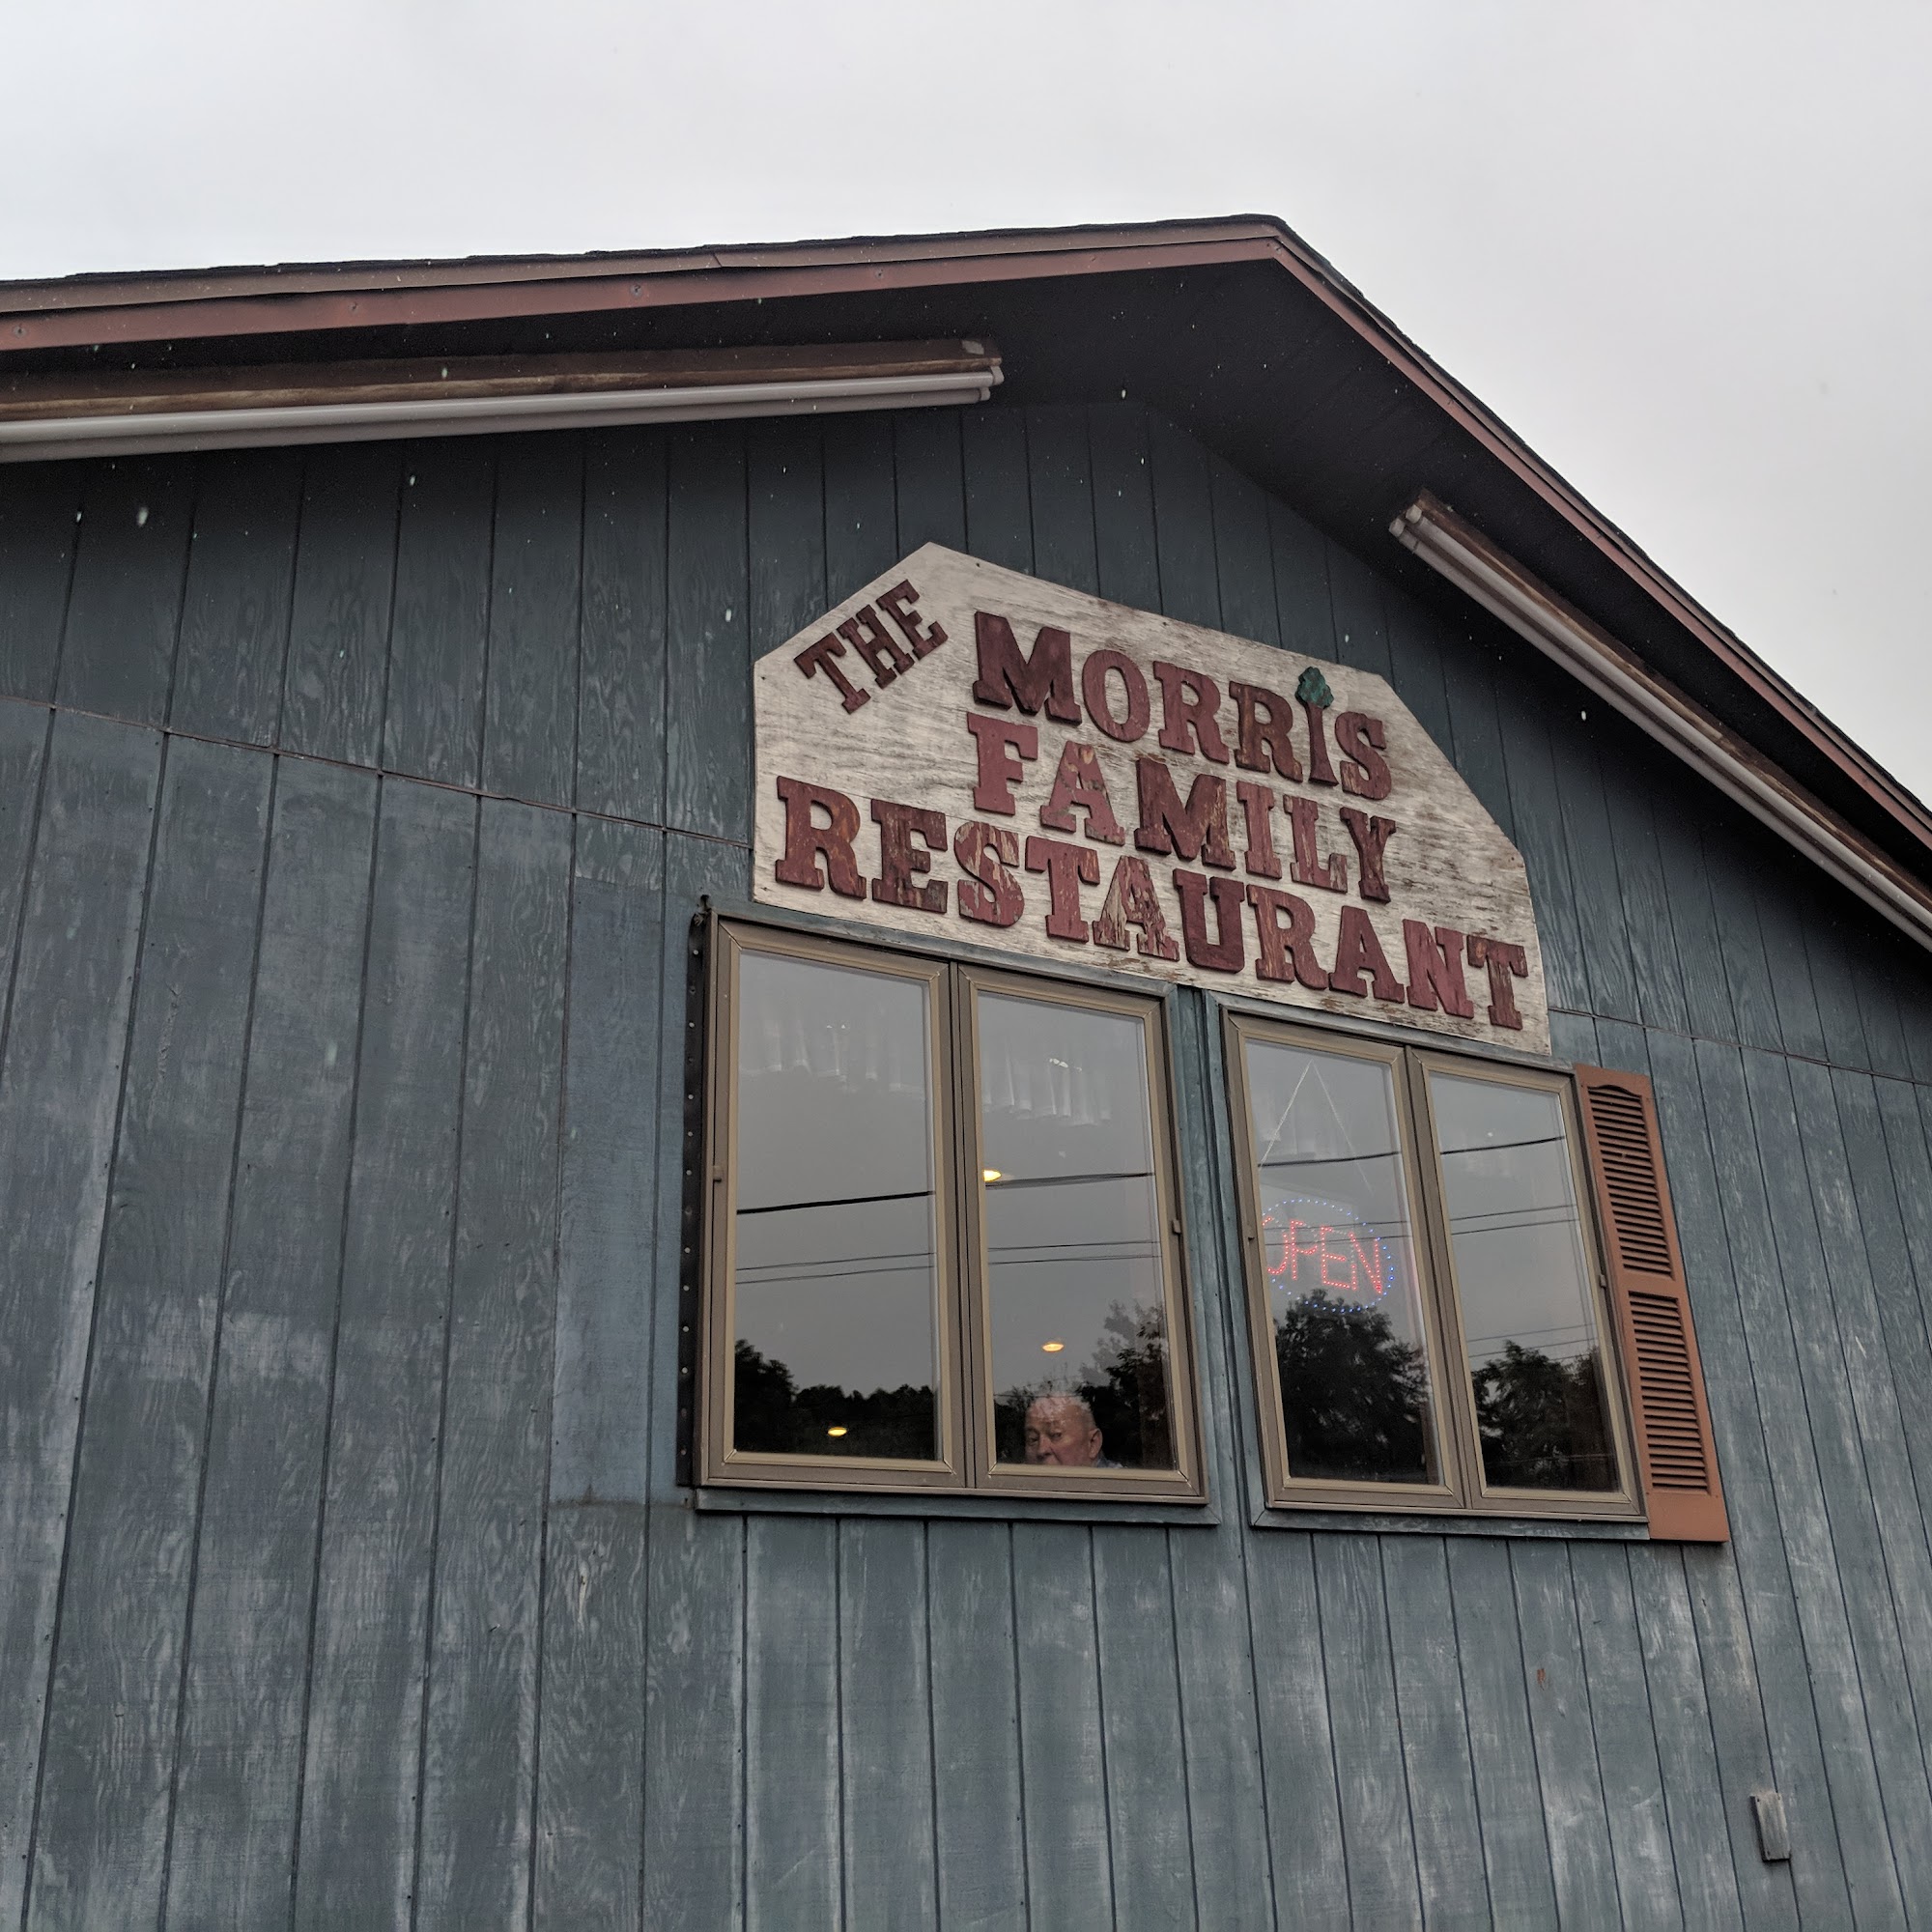 THE
MORRIS
FAMILY
RESTAURANT
OPEN